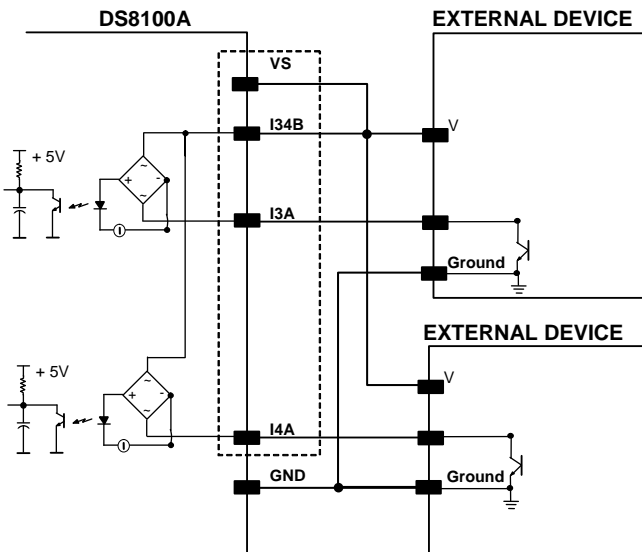 DS8100A
EXTERNAL DEVICE
VS
I34B
V
+ 5V
~
+
-
~
I
I3A
Ground
EXTERNAL DEVICE
+ 5V
~
+
-
~
I
V
I4A
GND
Ground